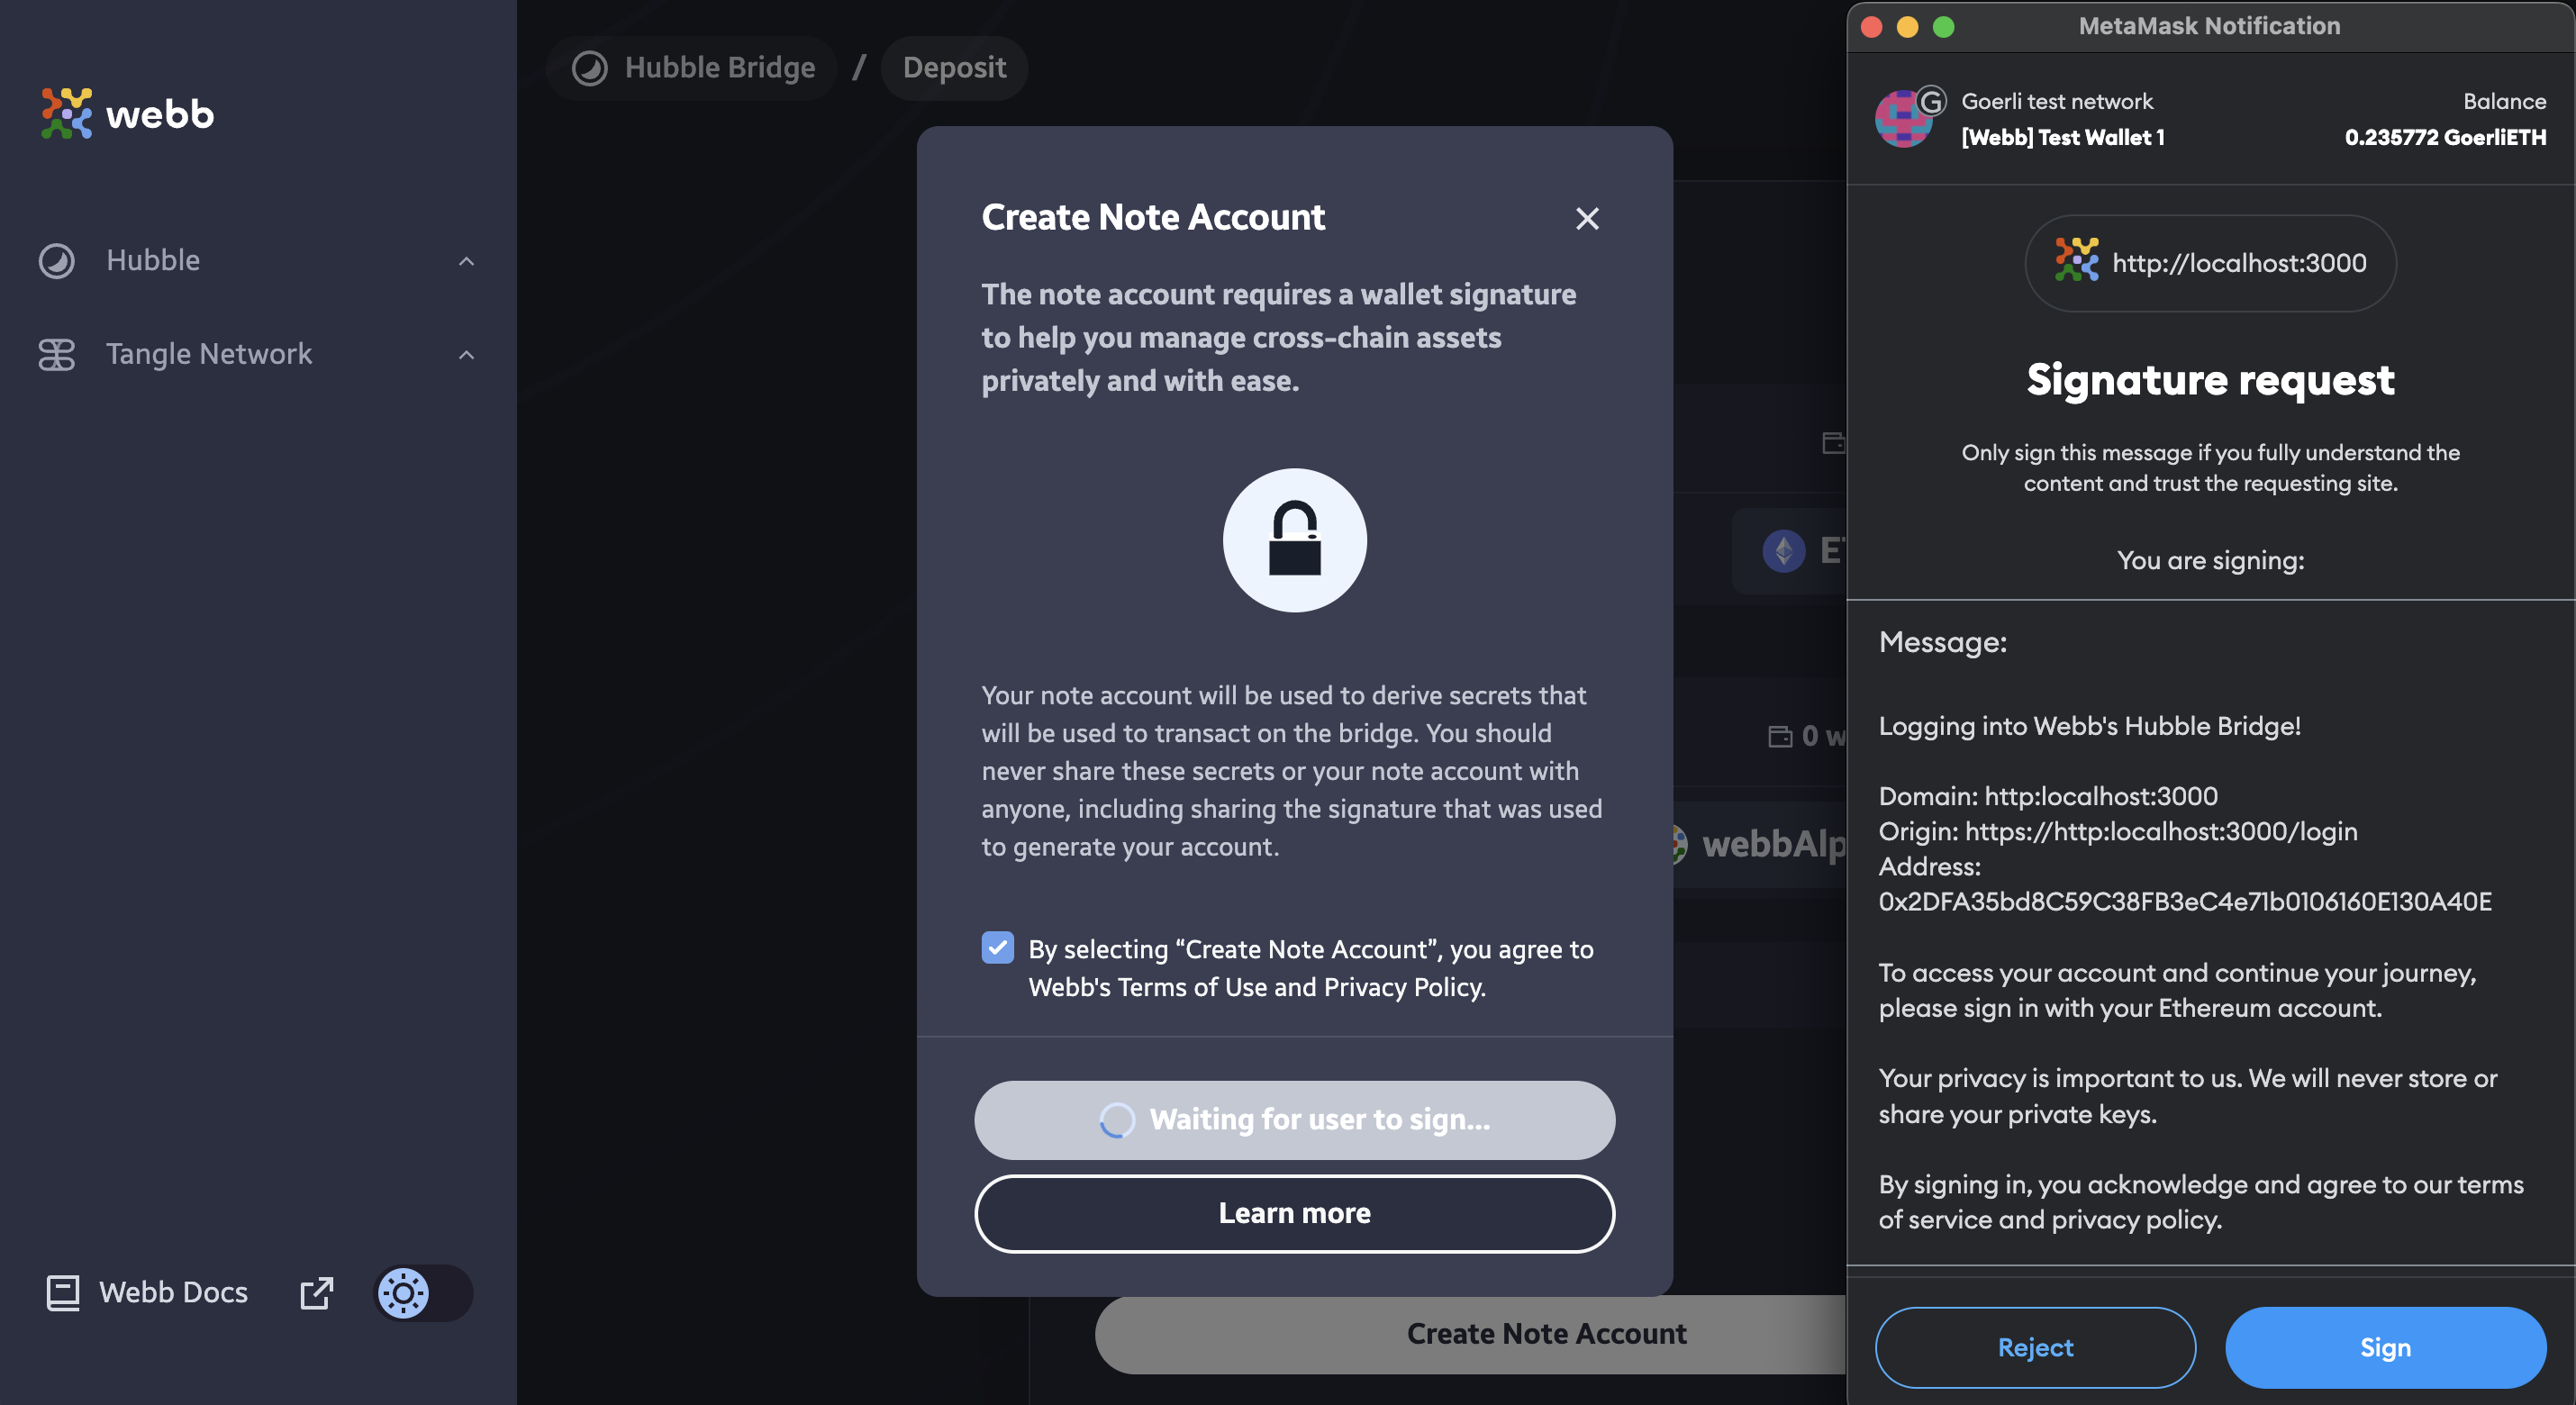 webb
Hubble
Tangle Network
Webb Docs
Hubble Bridge / Deposit
Create Note Account
The note account requires a wallet signature
to help you manage cross-chain assets
privately and with ease.
Your note account will be used to derive secrets that
will be used to transact on the bridge. You should
never share these secrets or your note account with
anyone, including sharing the signature that was used
to generate your account.
By selecting “Create Note Account”, you agree to
Webb's Terms of Use and Privacy Policy.
Waiting for user to sign...
Learn more
0 w
webbAlp
Create Note Account
MetaMask Notification
G
Goerli test network
Balance
[Webb] Test Wallet 1
0.235772 GoerliETH
http://localhost:3000
Signature request
Only sign this message if you fully understand the
content and trust the requesting site.
You are signing:
Message:
Logging into Webb's Hubble Bridge!
Domain: http:localhost:3000
Origin: https://http:localhost:3000/login
Address:
0x2DFA35bd8C59C38FB3eC4e71b0106160E130A40E
To access your account and continue your journey,
please sign in with your Ethereum account.
Your privacy is important to us. We will never store or
share your private keys.
By signing in, you acknowledge and agree to our terms
of service and privacy policy.
Reject
Sign